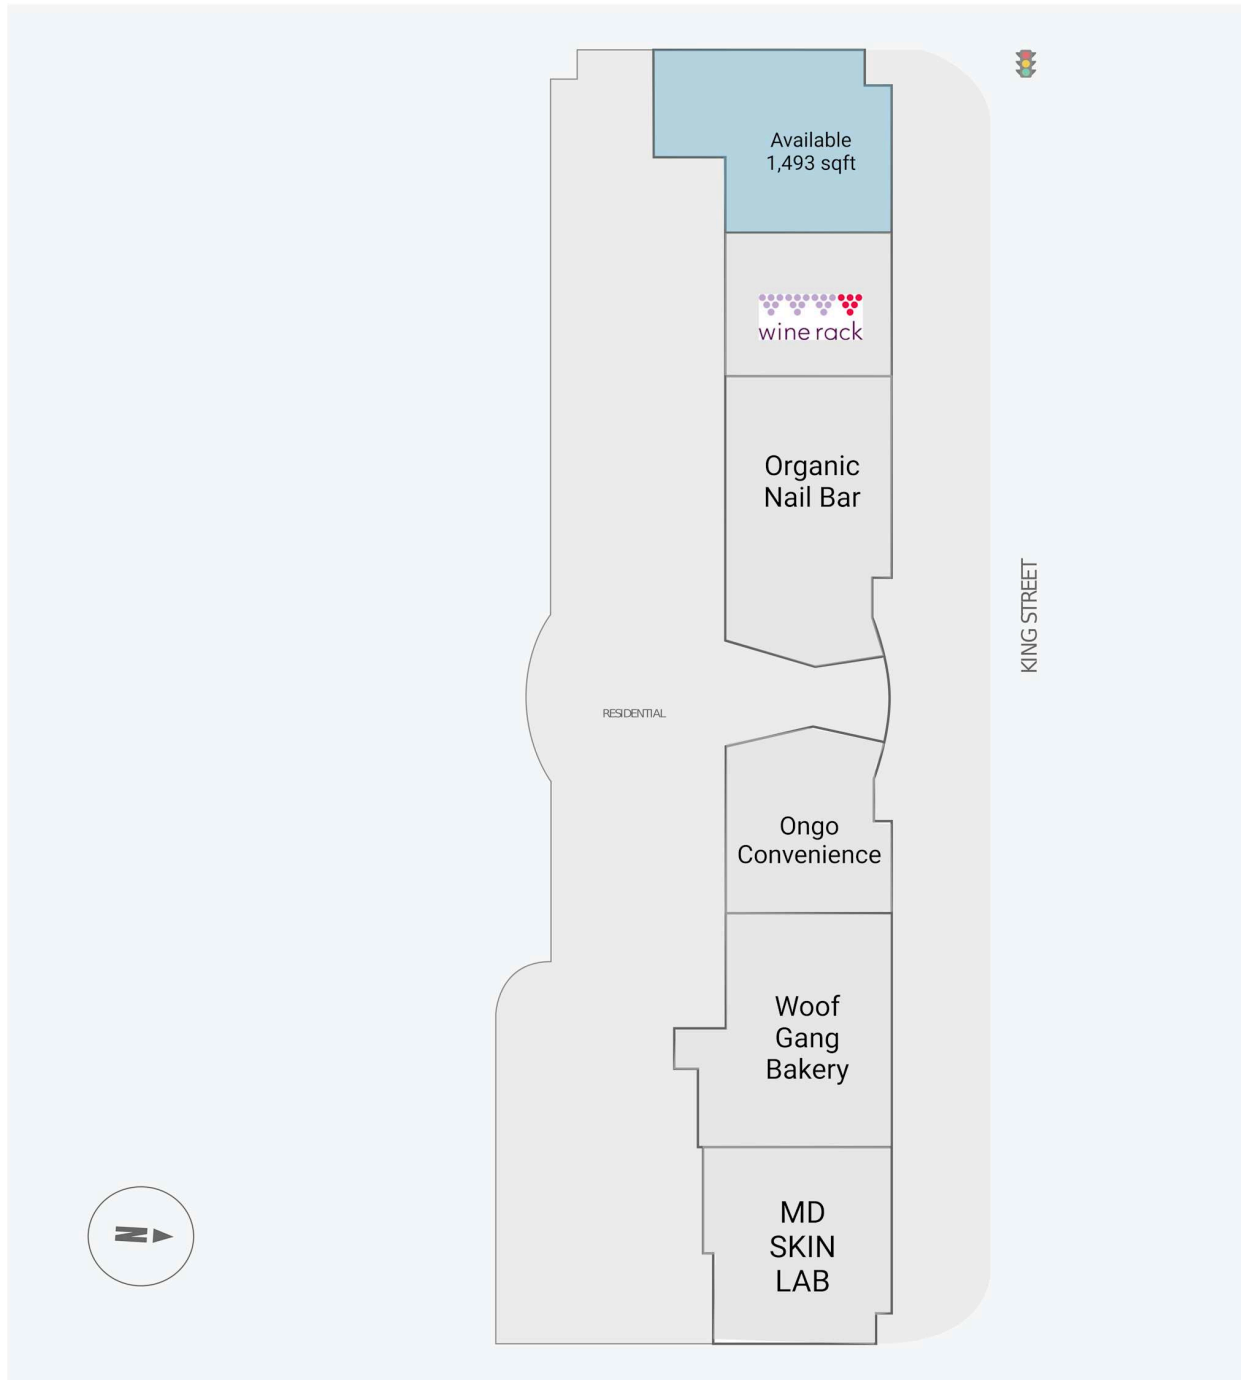 Available
1,493 sqft
wine rack
Organic
Nail Bar
KING STREET
RESIDENTIAL
Ongo
Convenience
Woof
Gang
Bakery
MD
SKIN
LAB
N